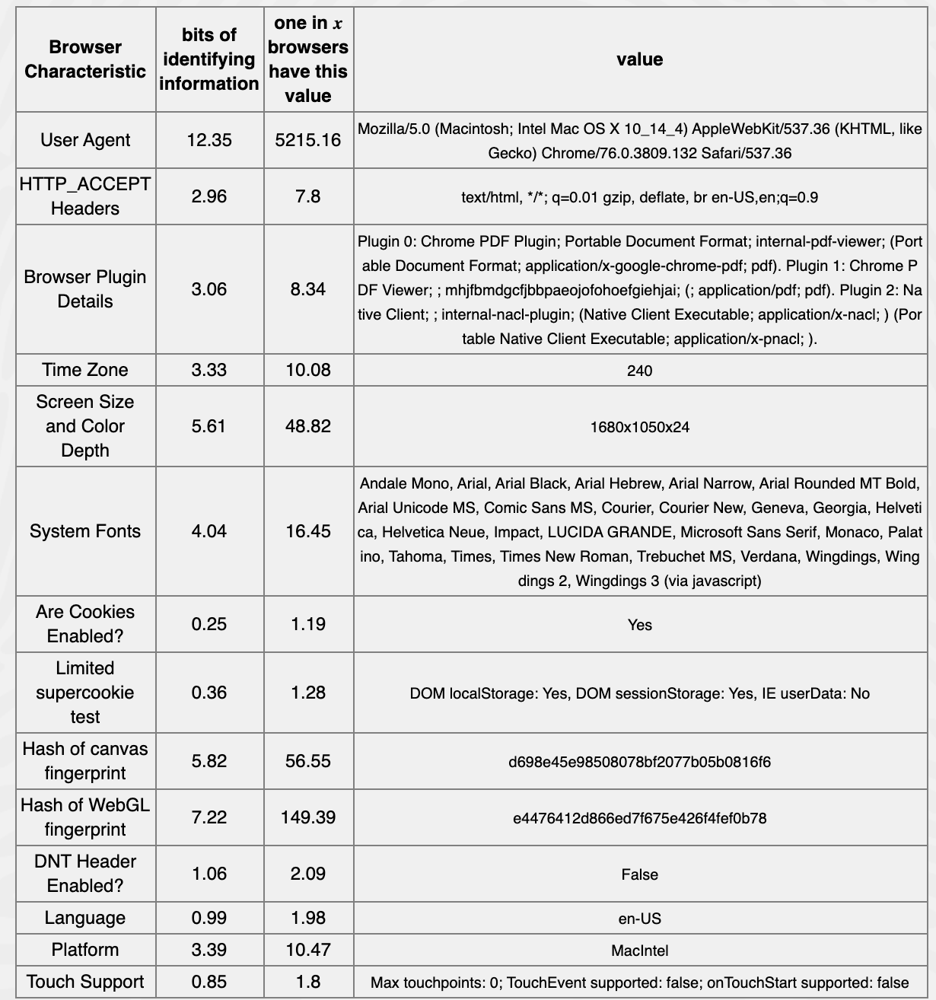 Browser Characteristic
bits of identifying information
one in x browsers have this value
value
User Agent
12.35
5215.16
Mozilla/5.0 (Macintosh; Intel Mac OS X 10_14_4) AppleWebKit/537.36 (KHTML, like
Gecko) Chrome/76.0.3809.132 Safari/537.36
HTTP_ACCEPT
Headers
2.96
7.8
text/html, */*; q=0.01 gzip, deflate, br en-US,en;q=0.9
Browser Plugin
Details
3.06
8.34
Plugin 0: Chrome PDF Plugin; Portable Document Format; internal-pdf-viewer; (Port
able Document Format; application/x-google-chrome-pdf; pdf). Plugin 1: Chrome P
DF Viewer; ; mhjfbmdgcfjbbpaeojofohoefgiehjai; (; application/pdf; pdf). Plugin 2: Na
tive Client; ; internal-nacl-plugin; (Native Client Executable; application/x-nacl; ) (Por
table Native Client Executable; application/x-pnacl; ).
Time Zone
3.33
10.08
240
Screen Size
and Color
Depth
5.61
48.82
1680x1050x24
System Fonts
4.04
16.45
Andale Mono, Arial, Arial Black, Arial Hebrew, Arial Narrow, Arial Rounded MT Bold,
Arial Unicode MS, Comic Sans MS, Courier, Courier New, Geneva, Georgia, Helveti
ca, Helvetica Neue, Impact, LUCIDA GRANDE, Microsoft Sans Serif, Monaco, Palat
ino, Tahoma, Times, Times New Roman, Trebuchet MS, Verdana, Wingdings, Wing
dings 2, Wingdings 3 (via javascript)
Are Cookies
Enabled?
0.25
1.19
Yes
Limited
supercookie
test
0.36
1.28
DOM localStorage: Yes, DOM sessionStorage: Yes, IE userData: No
Hash of canvas
fingerprint
5.82
56.55
d698e45e98508078bf2077b05b0816f6
Hash of WebGL
fingerprint
7.22
149.39
e4476412d866ed7f675e426f4fef0b78
DNT Header
Enabled?
1.06
2.09
False
Language
0.99
1.98
en-US
Platform
3.39
10.47
MacIntel
Touch Support
0.85
1.8
Max touchpoints: 0; TouchEvent supported: false; onTouchStart supported: false